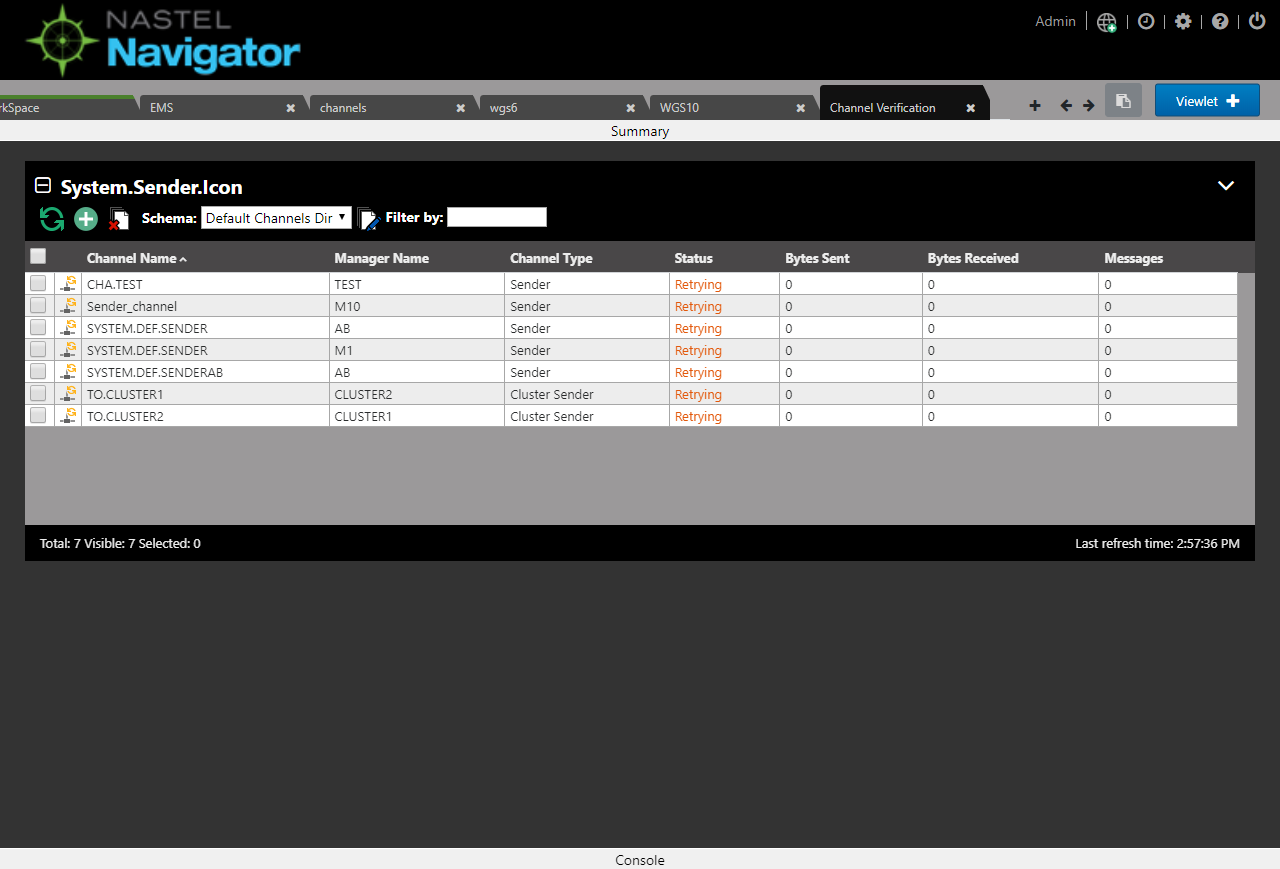 NASTEL
Navigator
Admin
rkSpace EMS channels wgs6 WGS10 Channel Verification Viewlet
Summary
System.Sender.Icon
Schema: Default Channels Dir Filter by:
Channel Name Manager Name Channel Type Status Bytes Sent Bytes Received Messages
CHA.TEST TEST Sender Retrying 0 0 0
Sender_channel M10 Sender Retrying 0 0 0
SYSTEM.DEF.SENDER AB Sender Retrying 0 0 0
SYSTEM.DEF.SENDER M1 Sender Retrying 0 0 0
SYSTEM.DEF.SENDERAB AB Sender Retrying 0 0 0
TO.CLUSTER1 CLUSTER2 Cluster Sender Retrying 0 0 0
TO.CLUSTER2 CLUSTER1 Cluster Sender Retrying 0 0 0
Total: 7 Visible: 7 Selected: 0 Last refresh time: 2:57:36 PM
Console